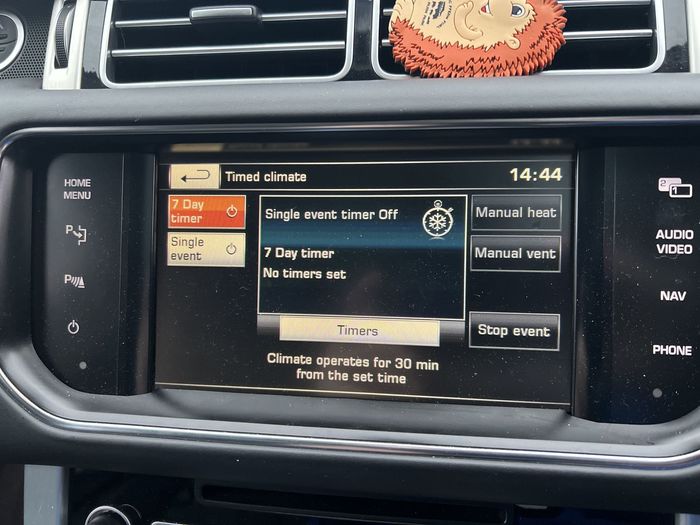 HOME
MENU
P
P
Timed climate
14:44
7 Day
timer
Single
event
Single event timer Off
7 Day timer
No timers set
Timers
Climate operates for 30 min
from the set time
Manual heat
Manual vent
Stop event
2 1
AUDIO
VIDEO
NAV
PHONE